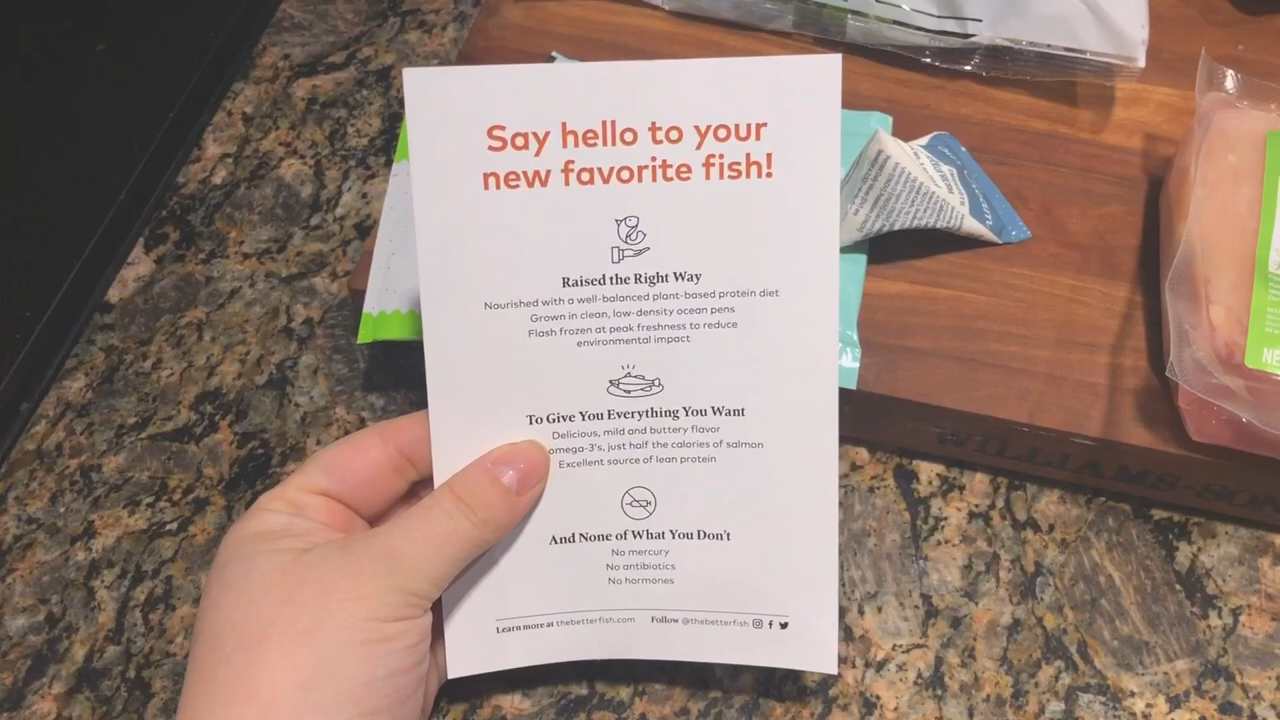 Say hello to your
new favorite fish!
Raised the Right Way
Nourished with a well-balanced plant-based protein diet
Grown in clean, low-density ocean pens
Flash frozen at peak freshness to reduce
environmental impact
To Give You Everything You Want
Delicious, mild and buttery flavor
omega-3's, just half the calories of salmon
Excellent source of lean protein
And None of What You Don't
No mercury
No antibiotics
No hormones
Learn more at thebetterfish.com Follow @thebetterfish
WILLIAMS-SON
NE